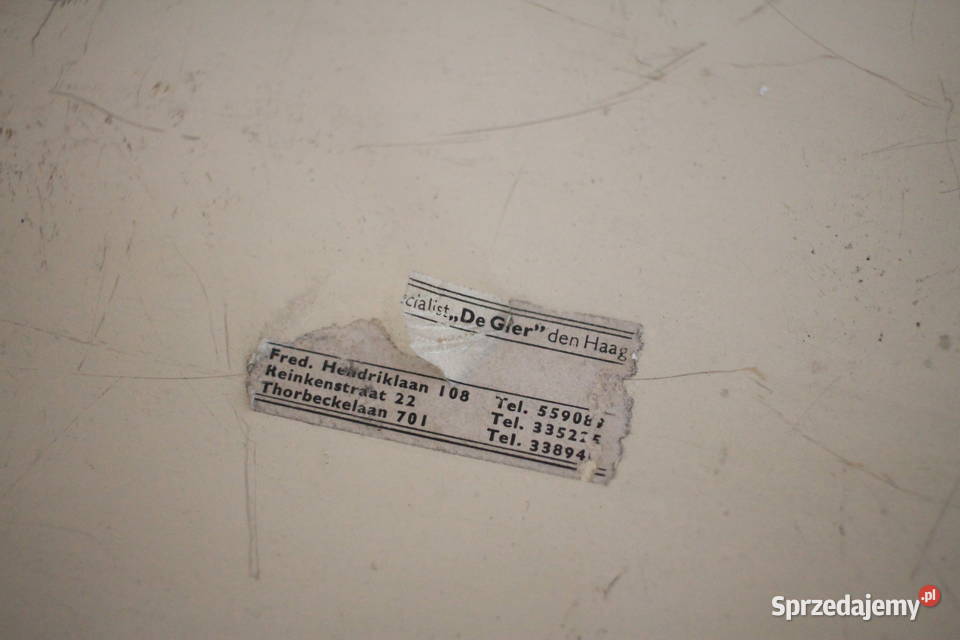 cialist „De Gier” den Haag
Fred. Hendriklaan 108 Tel.
Reinkenstraat 22 Tel.
Thorbeckelaan 701 Tel.
Sprzedajemy.pl